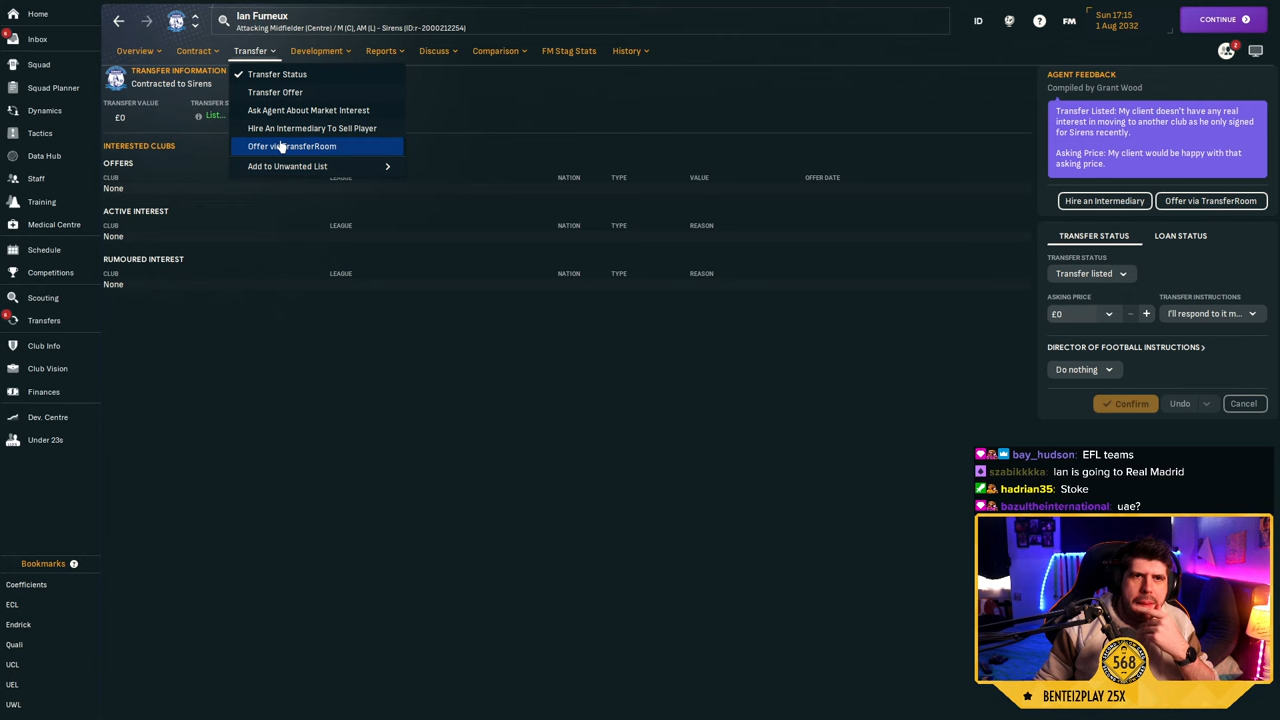 Home
Inbox
6
Squad
Squad Planner
Dynamics
Tactics
Data Hub
Staff
Training
Medical Centre
Schedule
Competitions
Scouting
6
Transfers
Club Info
Club Vision
Finances
Dev. Centre
Under 23s
Bookmarks ?
Coefficients
ECL
Endrick
Quali
UCL
UEL
UWL
Ian Furneux
Attacking Midfielder (Centre) / M (C), AM (L) - Sirens (ID:r-2000212254)
ID
?
FM
Sun 17:15
1 Aug 2032
CONTINUE
Overview
Contract
Transfer
Development
Reports
Discuss
Comparison
FM Stag Stats
History
2
TRANSFER INFORMATION
Contracted to Sirens
TRANSFER VALUE
£0
TRANSFER S
List...
Transfer Status
Transfer Offer
Ask Agent About Market Interest
Hire An Intermediary To Sell Player
Offer via TransferRoom
Add to Unwanted List
INTERESTED CLUBS
OFFERS
CLUB LEAGUE NATION TYPE VALUE OFFER DATE
None
ACTIVE INTEREST
CLUB LEAGUE NATION TYPE REASON
None
RUMOURED INTEREST
CLUB LEAGUE NATION TYPE REASON
None
AGENT FEEDBACK
Compiled by Grant Wood
Transfer Listed: My client doesn't have any real
interest in moving to another club as he only signed
for Sirens recently.
Asking Price: My client would be happy with that
asking price.
Hire an Intermediary
Offer via TransferRoom
TRANSFER STATUS
LOAN STATUS
TRANSFER STATUS
Transfer listed
ASKING PRICE
£0
TRANSFER INSTRUCTIONS
I'll respond to it m...
DIRECTOR OF FOOTBALL INSTRUCTIONS
Do nothing
Confirm
Undo
Cancel
bay_hudson: EFL teams
szabikkkka: Ian is going to Real Madrid
hadrian35: Stoke
bazultheinternational: uae?
568
BENTEI2PLAY 25X